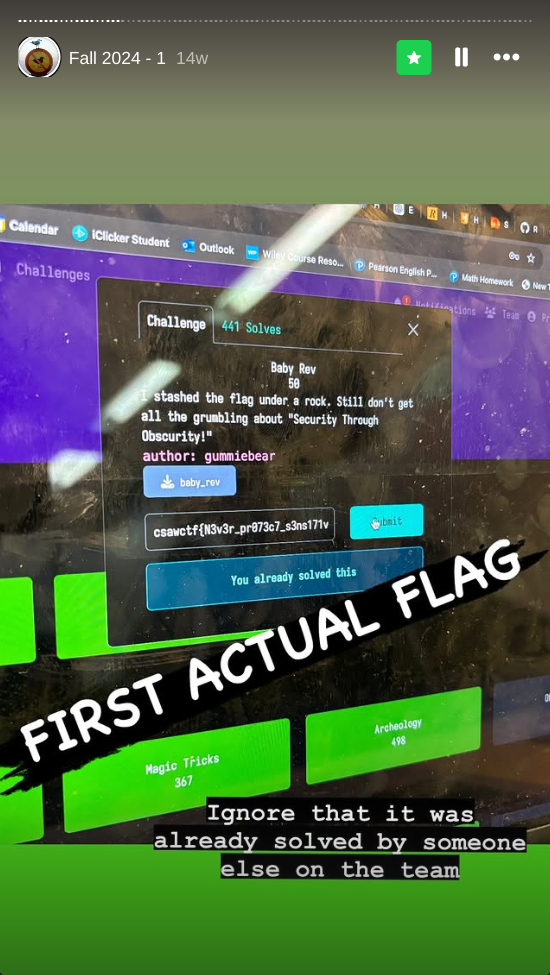 Fall 2024 - 1 14w
Calendar
iClicker Student
Outlook
Wiley Course Reso...
Pearson English P...
Math Homework
New T
E
H
H
S
R
Challenges
Notifications
Team
Pr
Challenge
441 Solves
Baby Rev
50
I stashed the flag under a rock. Still don't get
all the grumbling about "Security Through
Obscurity!"
author: gummiebear
baby_rev
csawctf{N3v3r_pr073c7_s3ns171v
Submit
You already solved this
FIRST ACTUAL FLAG
Magic Tricks
367
Archeology
498
Ignore that it was
already solved by someone
else on the team